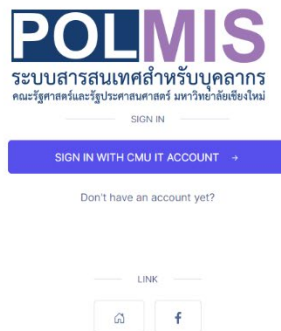 POLMIS
ระบบสารสนเทศสำหรับบุคลากร
คณะรัฐศาสตร์และรัฐประศาสนศาสตร์ มหาวิทยาลัยเชียงใหม่
SIGN IN
SIGN IN WITH CMU IT ACCOUNT →
Don't have an account yet?
LINK